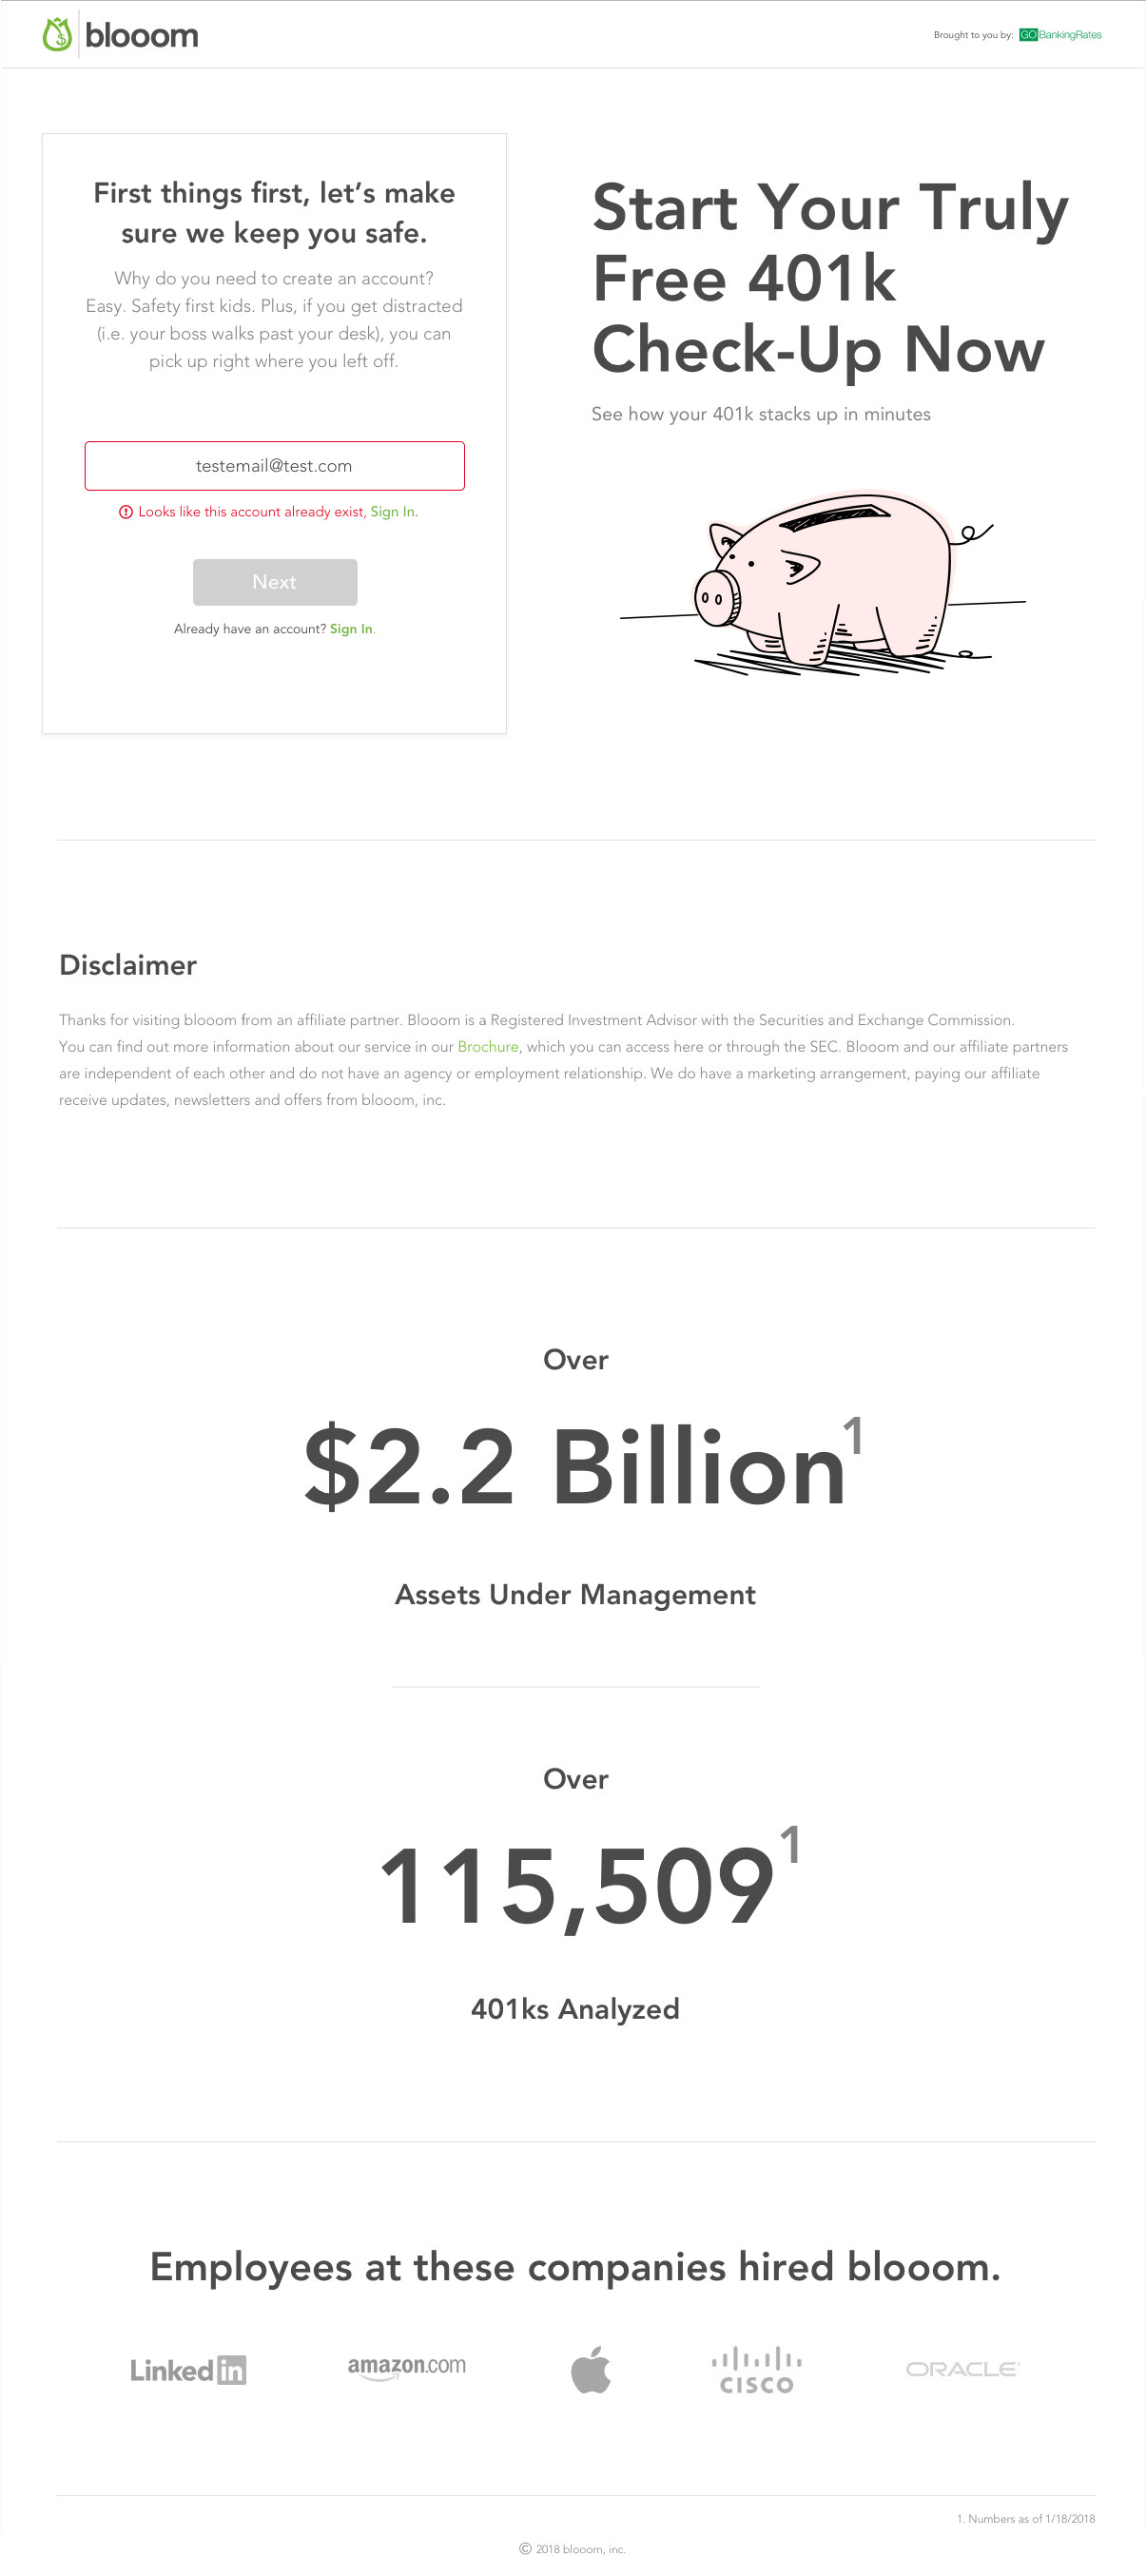 blooom
Brought to you by: GOBankingRates
First things first, let’s make
sure we keep you safe.
Why do you need to create an account?
Easy. Safety first kids. Plus, if you get distracted
(i.e. your boss walks past your desk), you can
pick up right where you left off.
testemail@test.com
Looks like this account already exist, Sign In.
Next
Already have an account? Sign In.
Start Your Truly
Free 401k
Check-Up Now
See how your 401k stacks up in minutes
Disclaimer
Thanks for visiting blooom from an affiliate partner. Blooom is a Registered Investment Advisor with the Securities and Exchange Commission.
You can find out more information about our service in our Brochure, which you can access here or through the SEC. Blooom and our affiliate partners
are independent of each other and do not have an agency or employment relationship. We do have a marketing arrangement, paying our affiliate
receive updates, newsletters and offers from blooom, inc.
Over
$2.2 Billion1
Assets Under Management
Over
115,5091
401ks Analyzed
Employees at these companies hired blooom.
Linkedin amazon.com CISCO ORACLE
1. Numbers as of 1/18/2018
© 2018 blooom, inc.